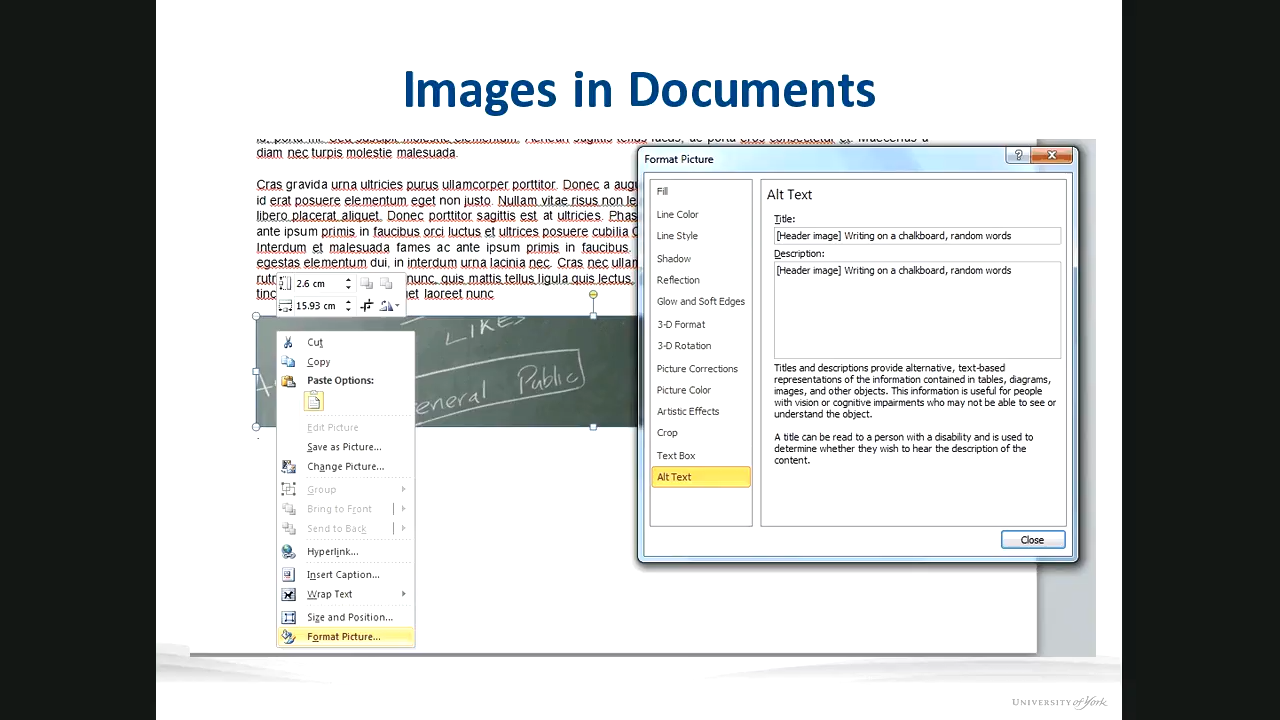 Images in Documents
diam nec turpis molestie malesuada.
Cras gravida urna ultricies purus ullamcorper porttitor. Donec a augu
id erat posuere elementum eget non justo. Nullam vitae risus non le
libero placerat aliquet. Donec porttitor sagittis est at ultricies. Phas
ante ipsum primis in faucibus orci luctus et ultrices posuere cubilia C
Interdum et malesuada fames ac ante ipsum primis in faucibus.
egestas elementum dui, in interdum urna lacinia nec. Cras nec ullam
rutr nunc, quis mattis tellus ligula quis lectus.
tinc et laoreet nunc
2.6 cm
15.93 cm
LIKES
eneral Public
Cut
Copy
Paste Options:
Edit Picture
Save as Picture...
Change Picture...
Group
Bring to Front
Send to Back
Hyperlink...
Insert Caption...
Wrap Text
Size and Position...
Format Picture...
Format Picture
Fill
Line Color
Line Style
Shadow
Reflection
Glow and Soft Edges
3-D Format
3-D Rotation
Picture Corrections
Picture Color
Artistic Effects
Crop
Text Box
Alt Text
Alt Text
Title:
[Header image] Writing on a chalkboard, random words
Description:
[Header image] Writing on a chalkboard, random words
Titles and descriptions provide alternative, text-based
representations of the information contained in tables, diagrams,
images, and other objects. This information is useful for people
with vision or cognitive impairments who may not be able to see or
understand the object.
A title can be read to a person with a disability and is used to
determine whether they wish to hear the description of the
content.
Close
UNIVERSITY of York